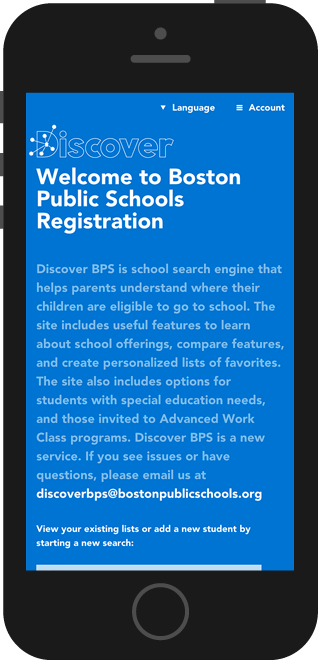 Language Account
Discover
Welcome to Boston
Public Schools
Registration
Discover BPS is school search engine that
helps parents understand where their
children are eligible to go to school. The
site includes useful features to learn
about school offerings, compare features,
and create personalized lists of favorites.
The site also includes options for
students with special education needs,
and those invited to Advanced Work
Class programs. Discover BPS is a new
service. If you see issues or have
questions, please email us at
discoverbps@bostonpublicschools.org
View your existing lists or add a new student by
starting a new search: